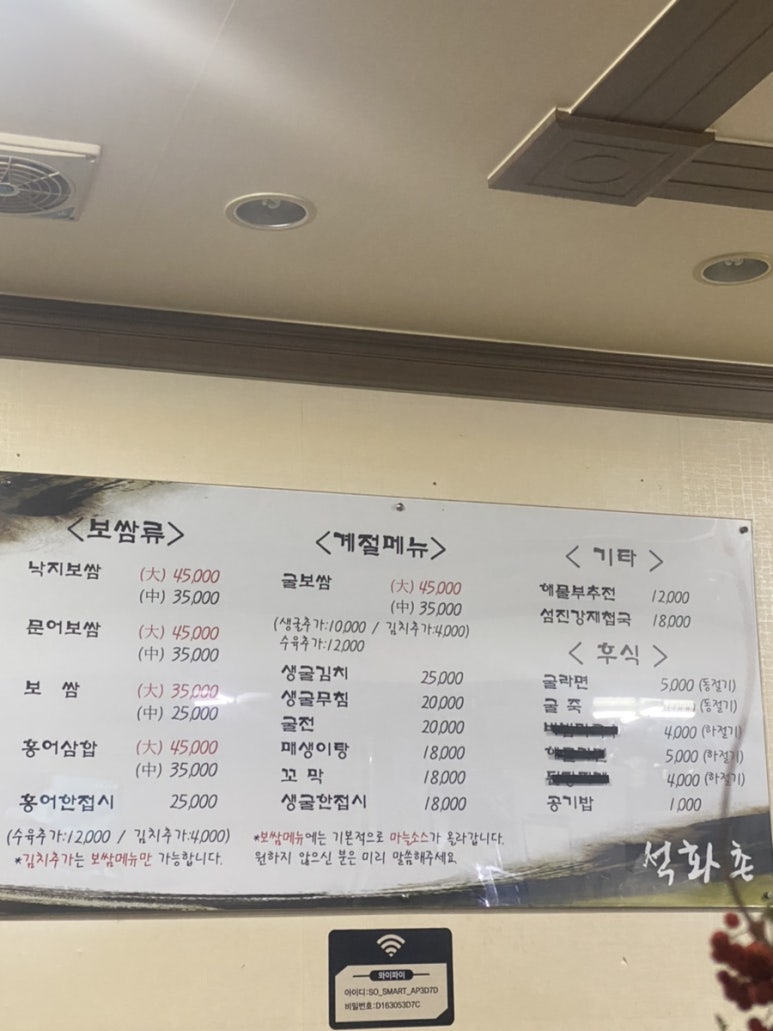 <보쌈류>
낙지보쌈 (大) 45,000
(中) 35,000
문어보쌈 (大) 45,000
(中) 35,000
보 쌈 (大) 35,000
(中) 25,000
홍어삼합 (大) 45,000
(中) 35,000
홍어한접시 25,000
(수육추가:12,000 / 김치추가:4,000)
*김치추가는 보쌈메뉴만 가능합니다.
<계절메뉴>
굴보쌈 (大) 45,000
(中) 35,000
(생굴추가:10,000 / 김치추가:4,000)
수육추가:12,000
생굴김치 25,000
생굴무침 20,000
굴전 20,000
매생이탕 18,000
꼬 막 18,000
생굴한접시 18,000
*보쌈메뉴에는 기본적으로 마늘소스가 올라갑니다.
원하지 않으신 분은 미리 말씀해주세요.
<기타>
해물부추전 12,000
섬진강재첩국 18,000
<후식>
굴라면 5,000 (동절기)
굴 죽 (동절기)
4,000 (하절기)
5,000 (하절기)
4,000 (하절기)
공기밥 1,000
석화촌
와이파이
아이디:SO_SMART_AP3D7D
비밀번호:D163053D7C